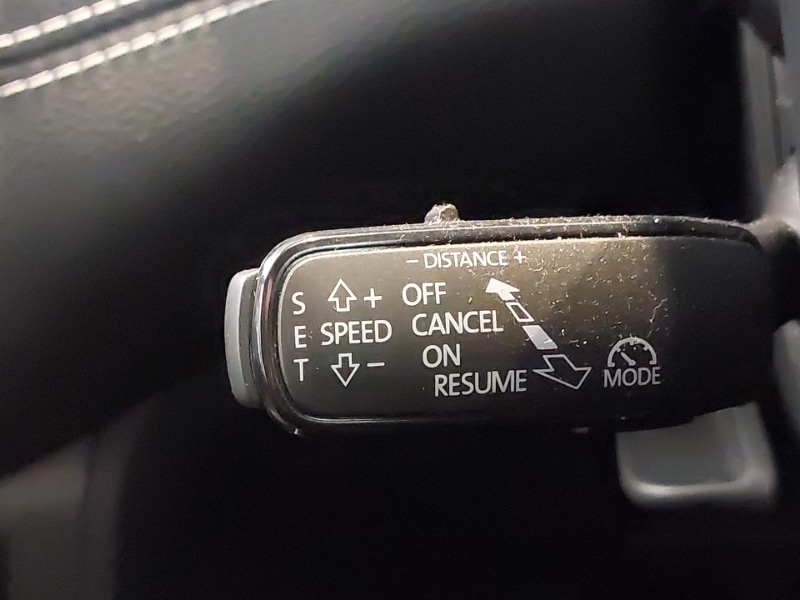 - DISTANCE +
S + OFF
E SPEED CANCEL
T - ON
RESUME
MODE